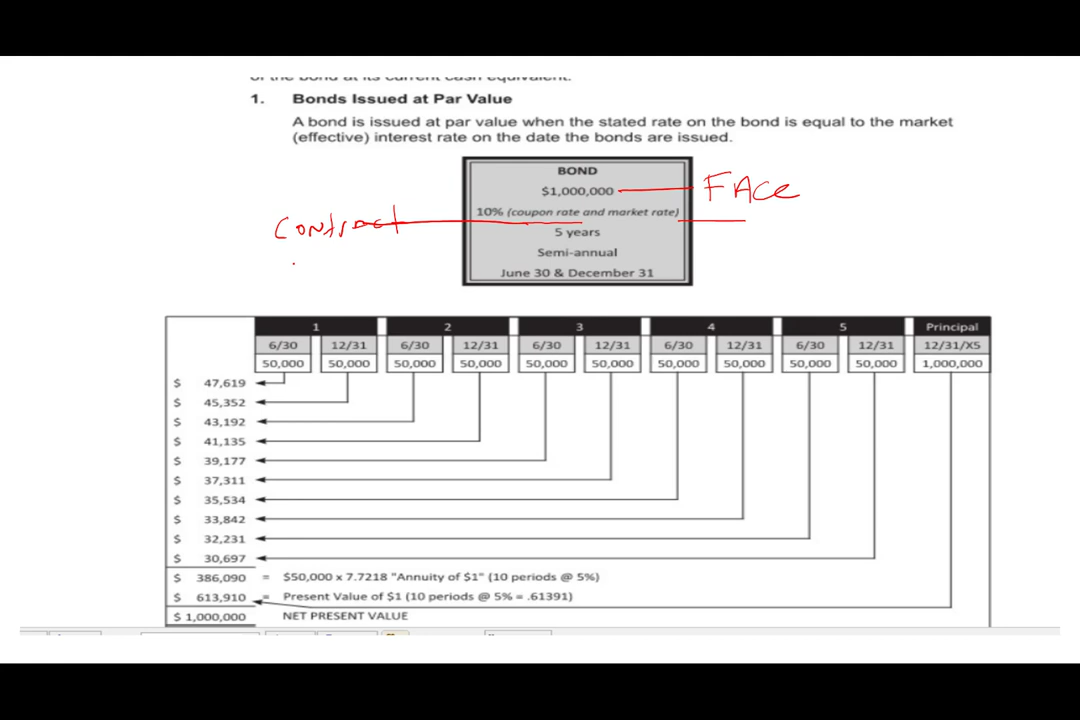 of the bond at its current cash equivalent.
1. Bonds Issued at Par Value
A bond is issued at par value when the stated rate on the bond is equal to the market
(effective) interest rate on the date the bonds are issued.
BOND
$1,000,000 FACe
10% (coupon rate and market rate)
Contract
5 years
Semi-annual
June 30 & December 31
1 2 3 4 5 Principal
6/30 12/31 6/30 12/31 6/30 12/31 6/30 12/31 6/30 12/31 12/31/X5
50,000 50,000 50,000 50,000 50,000 50,000 50,000 50,000 50,000 50,000 1,000,000
$ 47,619
$ 45,352
$ 43,192
$ 41,135
$ 39,177
$ 37,311
$ 35,534
$ 33,842
$ 32,231
$ 30,697
$ 386,090 = $50,000 x 7.7218 "Annuity of $1" (10 periods @ 5%)
$ 613,910 = Present Value of $1 (10 periods @ 5% = .61391)
$ 1,000,000 NET PRESENT VALUE